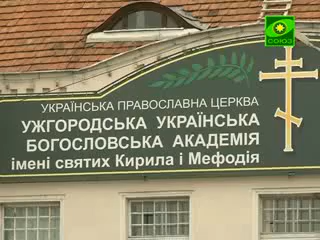 СОЮЗ
УКРАЇНСЬКА ПРАВОСЛАВНА ЦЕРКВА
УЖГОРОДСЬКА УКРАЇНСЬКА
БОГОСЛОВСЬКА АКАДЕМІЯ
імені святих Кирила і Мефодія